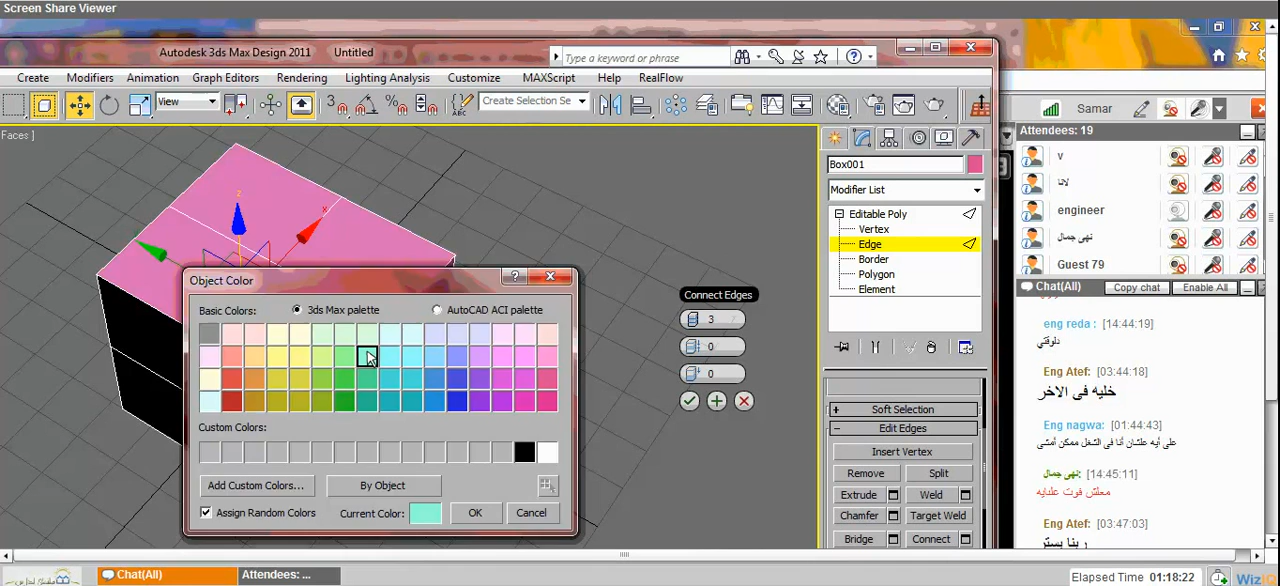 Screen Share Viewer
Autodesk 3ds Max Design 2011 Untitled
Type a keyword or phrase
Create Modifiers Animation Graph Editors Rendering Lighting Analysis Customize MAXScript Help RealFlow
View
3
Create Selection Se
Samar
Faces ]
Attendees: 19
Box001
Modifier List
Editable Poly
Vertex
Edge
Border
Polygon
Element
v
لانا
engineer
نهى جمال
Guest 79
Object Color
Basic Colors:
3ds Max palette
AutoCAD ACI palette
Custom Colors:
Add Custom Colors...
By Object
Assign Random Colors
Current Color:
OK
Cancel
z
x
Connect Edges
3
0
0
Soft Selection
Edit Edges
Insert Vertex
Remove Split
Extrude Weld
Chamfer Target Weld
Bridge Connect
Chat(All) Copy chat Enable All
eng reda : [14:44:19]
دلوقتي
Eng Atef: [03:44:18]
خليه فى الاخر
Eng nagwa: [01:44:43]
على أيه علشان أنا فى الشغل ممكن أمشى
نهى جمال: [14:45:11]
معلش فوت علنايه
Eng Atef: [03:47:03]
ربنا يستر
Chat(All)
Attendees: ...
Elapsed Time 01:18:22